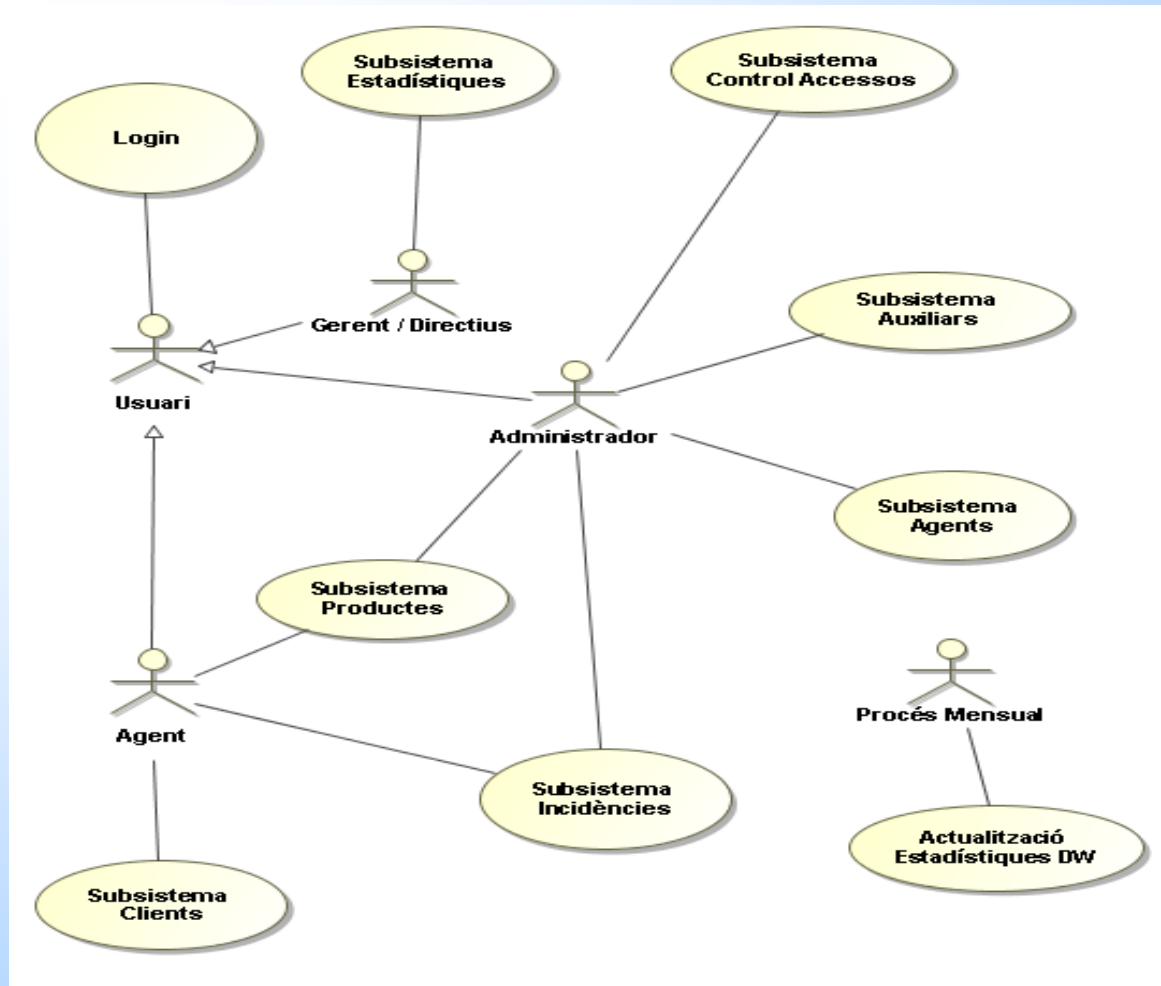 Subsistema
Estadístiques
Subsistema
Control Accessos
Login
Gerent / Directius
Subsistema
Auxiliars
Usuari
Administrador
Subsistema
Agents
Subsistema
Productes
Procés Mensual
Agent
Subsistema
Incidències
Actualització
Estadístiques DW
Subsistema
Clients